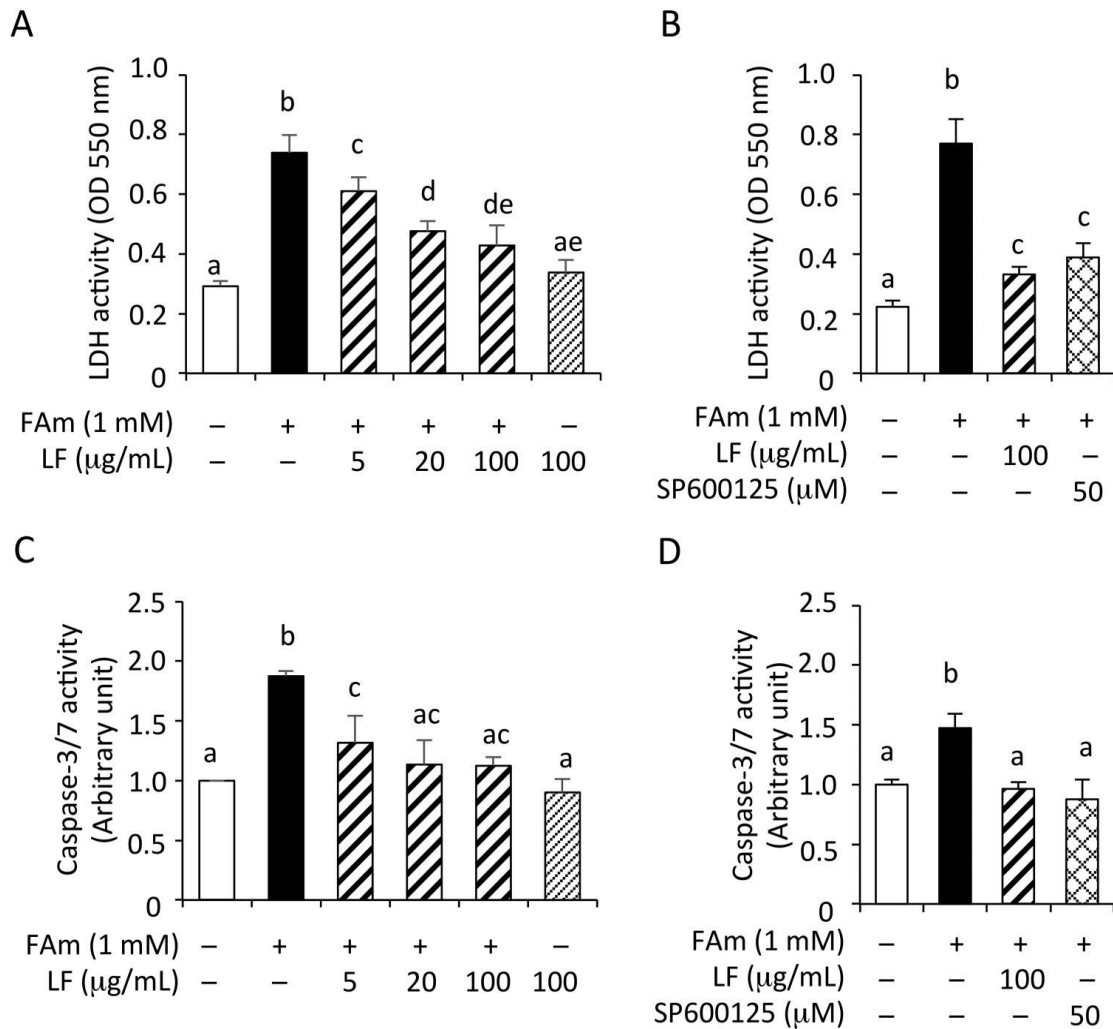 A
LDH activity (OD 550 nm)
1.0
0.8
0.6
0.4
0.2
0
a
b
c
d
de
ae
FAm (1 mM) – + + + + –
LF (μg/mL) – – 5 20 100 100
B
LDH activity (OD 550 nm)
1.0
0.8
0.6
0.4
0.2
0
a
b
c
c
FAm (1 mM) – + + +
LF (μg/mL) – – 100 –
SP600125 (μM) – – – 50
C
Caspase-3/7 activity
(Arbitrary unit)
2.5
2.0
1.5
1.0
0.5
0
a
b
c
ac
ac
a
FAm (1 mM) – + + + + –
LF (μg/mL) – – 5 20 100 100
D
Caspase-3/7 activity
(Arbitrary unit)
2.5
2.0
1.5
1.0
0.5
0
a
b
a
a
FAm (1 mM) – + + +
LF (μg/mL) – – 100 –
SP600125 (μM) – – – 50